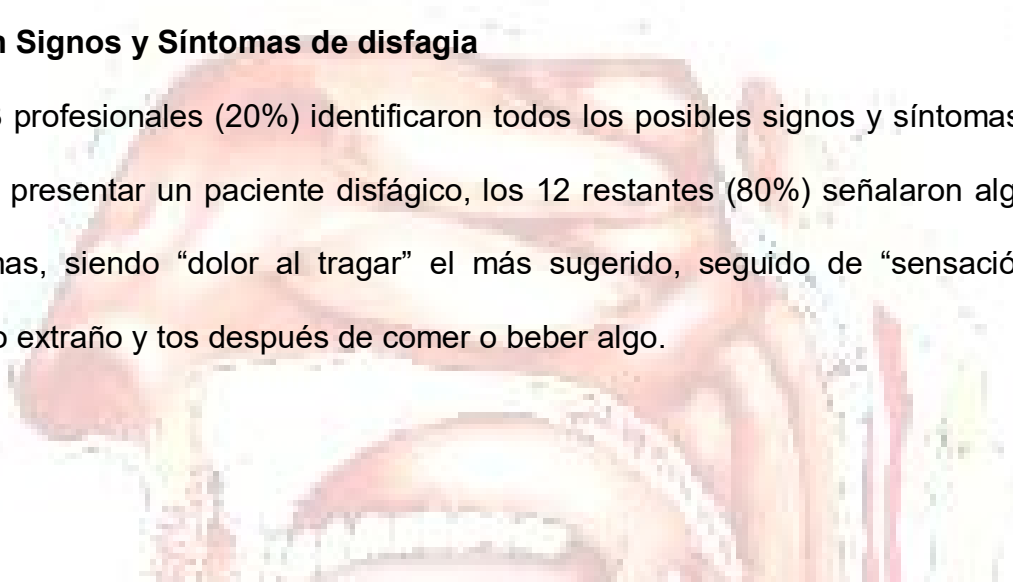 n Signos y Síntomas de disfagia
profesionales (20%) identificaron todos los posibles signos y síntomas
presentar un paciente disfágico, los 12 restantes (80%) señalaron alg
nas, siendo “dolor al tragar” el más sugerido, seguido de “sensació
o extraño y tos después de comer o beber algo.